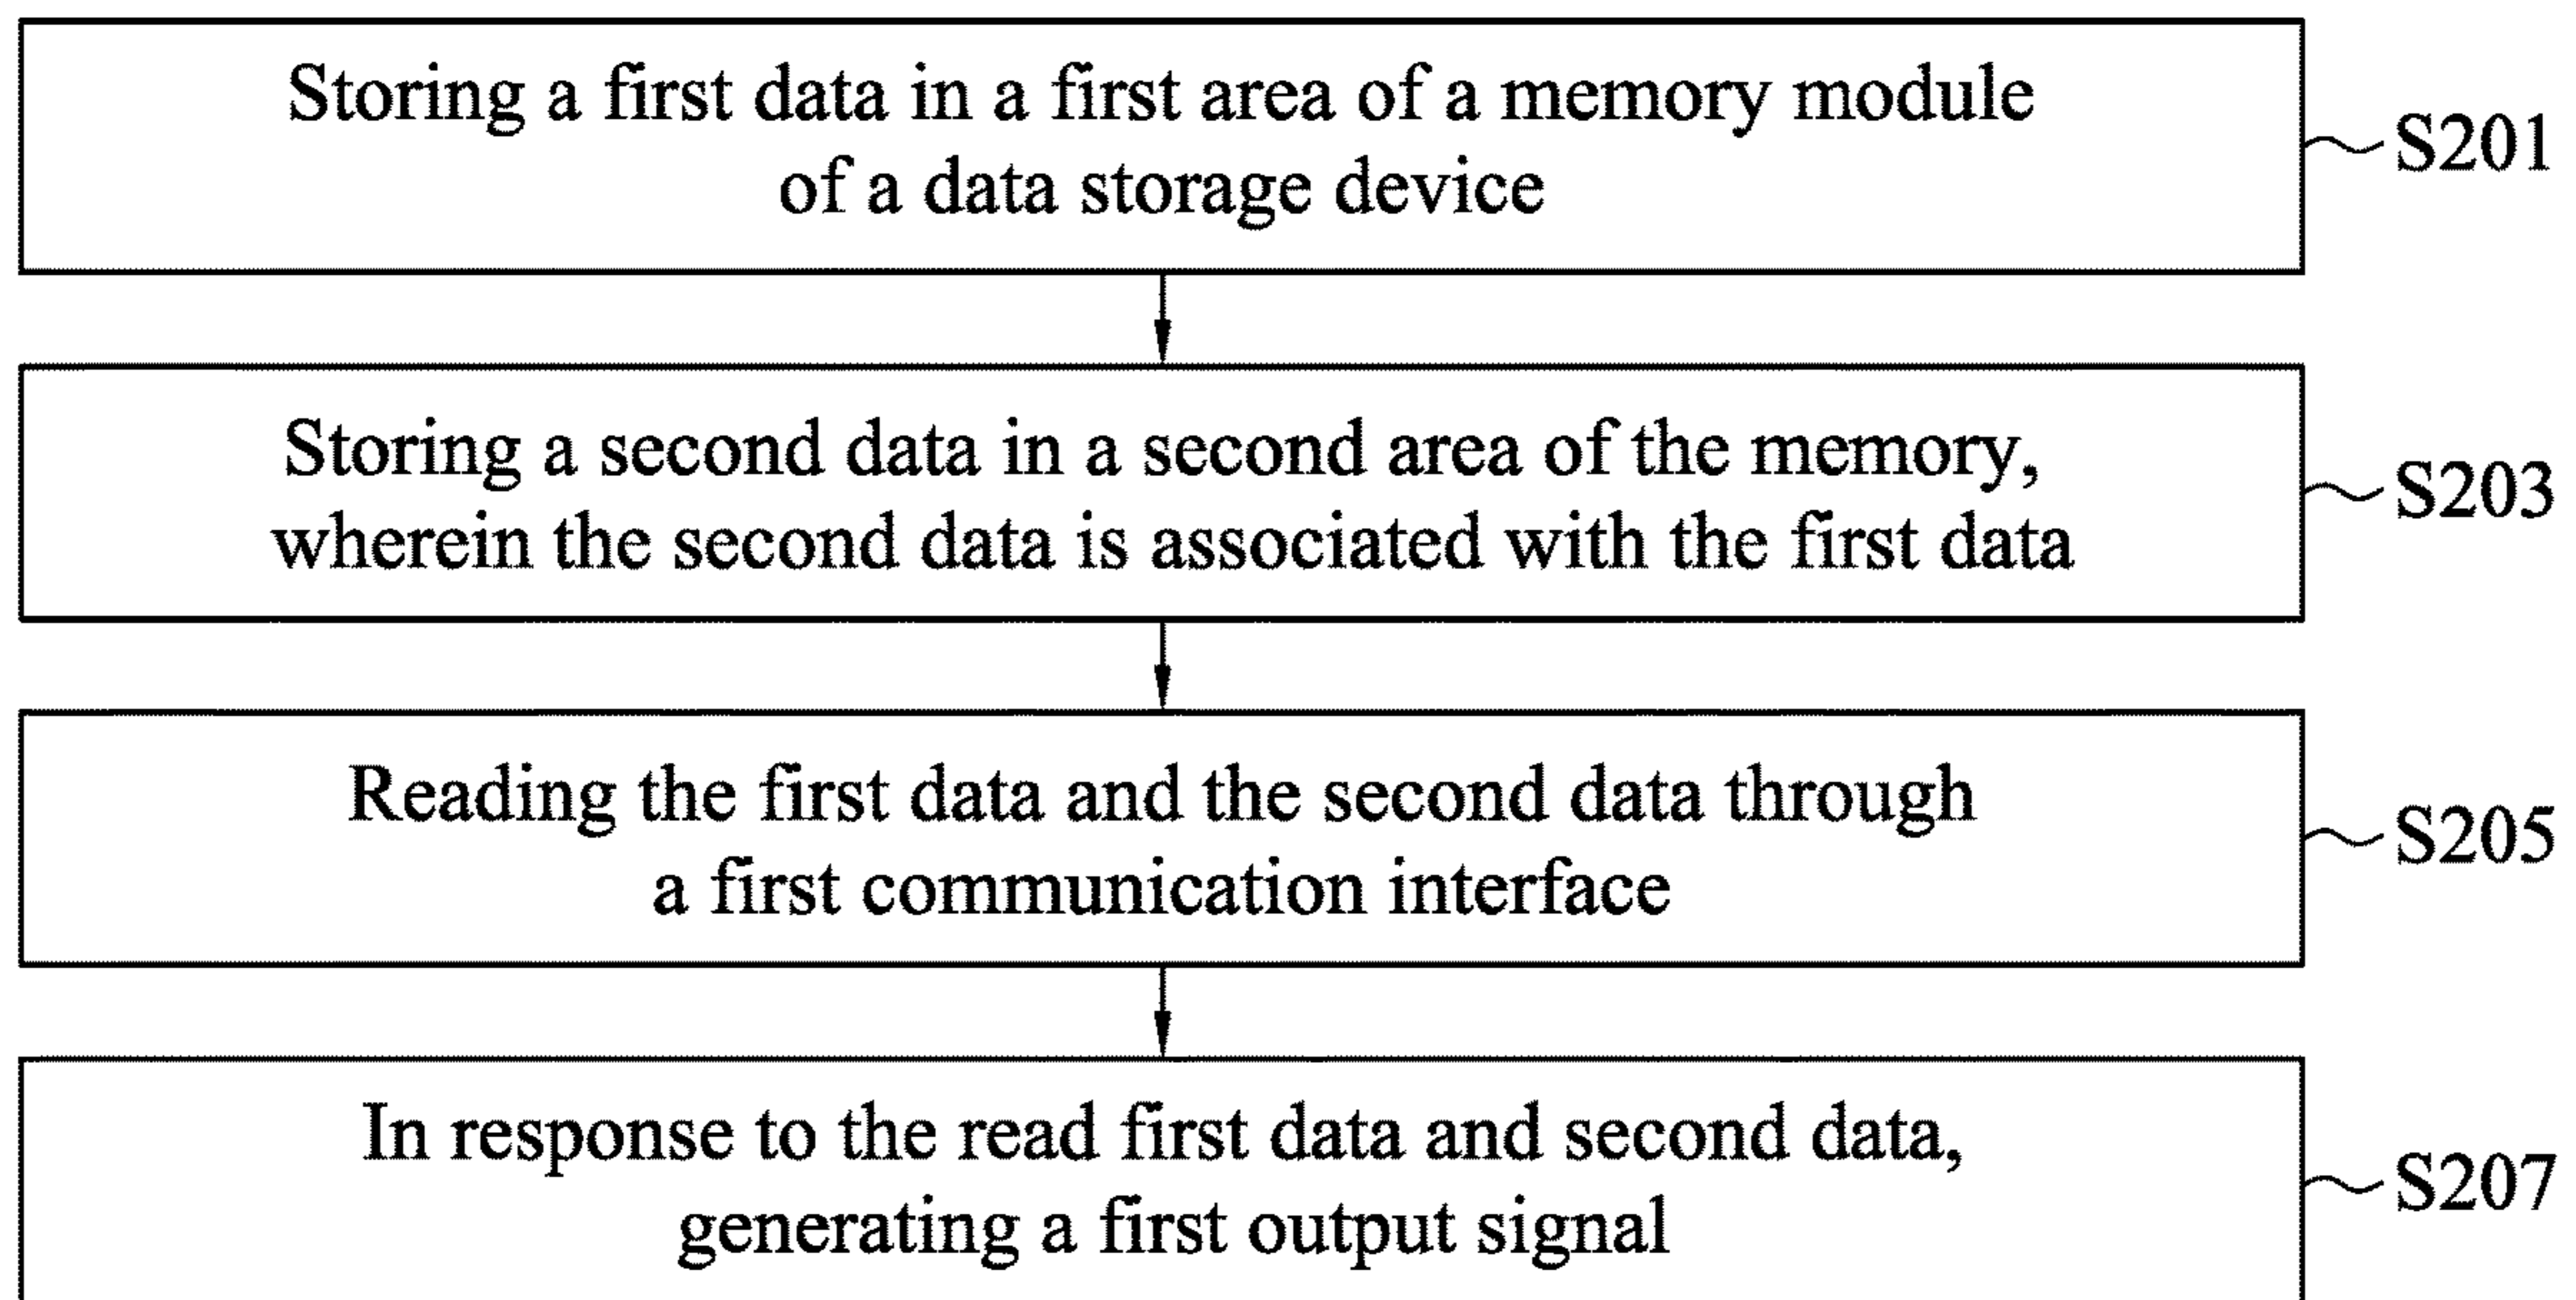 Storing a first data in a first area of a memory module
of a data storage device
S201
Storing a second data in a second area of the memory,
wherein the second data is associated with the first data
S203
Reading the first data and the second data through
a first communication interface
S205
In response to the read first data and second data,
generating a first output signal
S207